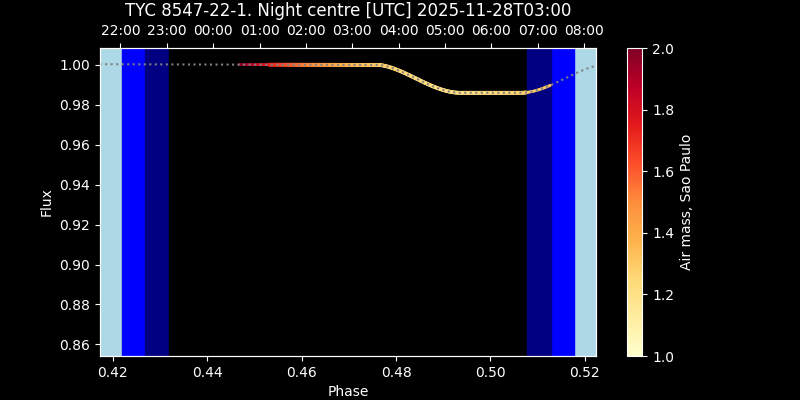 TYC 8547-22-1. Night centre [UTC] 2025-11-28T03:00
22:00 23:00 00:00 01:00 02:00 03:00 04:00 05:00 06:00 07:00 08:00
1.00
0.98
0.96
0.94
0.92
0.90
0.88
0.86
Flux
0.42 0.44 0.46 0.48 0.50 0.52
Phase
2.0
1.8
1.6
1.4
1.2
1.0
Air mass, Sao Paulo